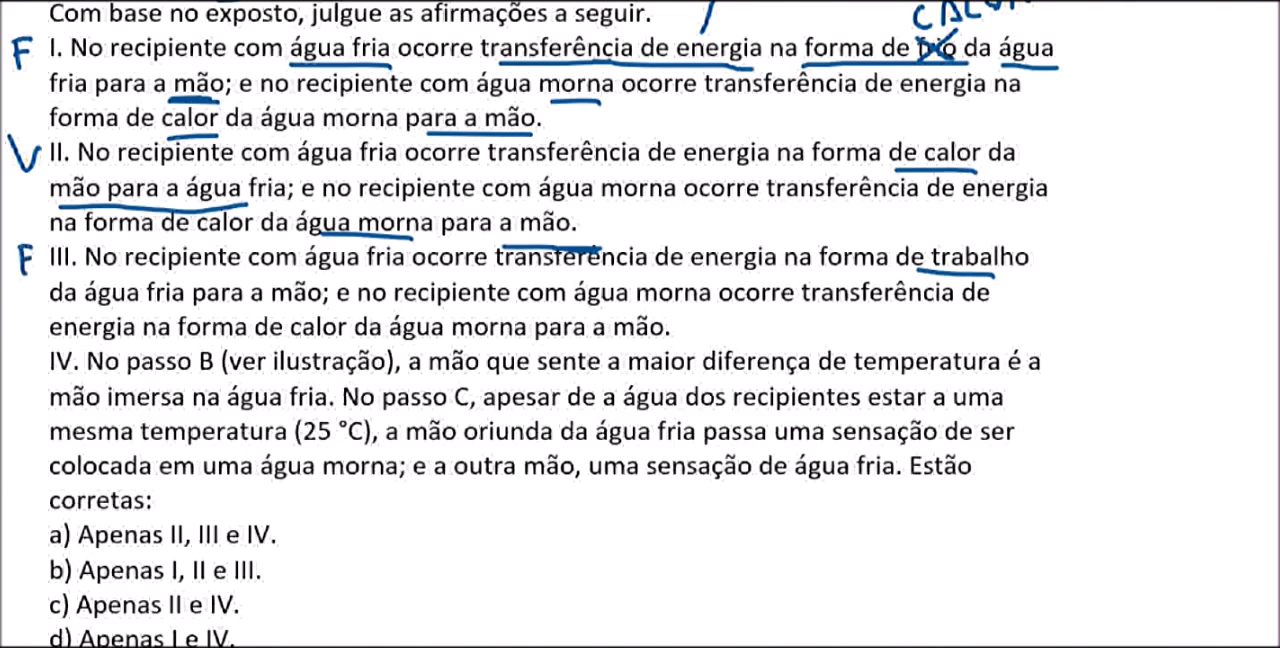 Com base no exposto, julgue as afirmações a seguir.
F I. No recipiente com água fria ocorre transferência de energia na forma de frio da água
fria para a mão; e no recipiente com água morna ocorre transferência de energia na
forma de calor da água morna para a mão.
V II. No recipiente com água fria ocorre transferência de energia na forma de calor da
mão para a água fria; e no recipiente com água morna ocorre transferência de energia
na forma de calor da água morna para a mão.
F III. No recipiente com água fria ocorre transferência de energia na forma de trabalho
da água fria para a mão; e no recipiente com água morna ocorre transferência de
energia na forma de calor da água morna para a mão.
IV. No passo B (ver ilustração), a mão que sente a maior diferença de temperatura é a
mão imersa na água fria. No passo C, apesar de a água dos recipientes estar a uma
mesma temperatura (25 °C), a mão oriunda da água fria passa uma sensação de ser
colocada em uma água morna; e a outra mão, uma sensação de água fria. Estão
corretas:
a) Apenas II, III e IV.
b) Apenas I, II e III.
c) Apenas II e IV.
d) Apenas I e IV.